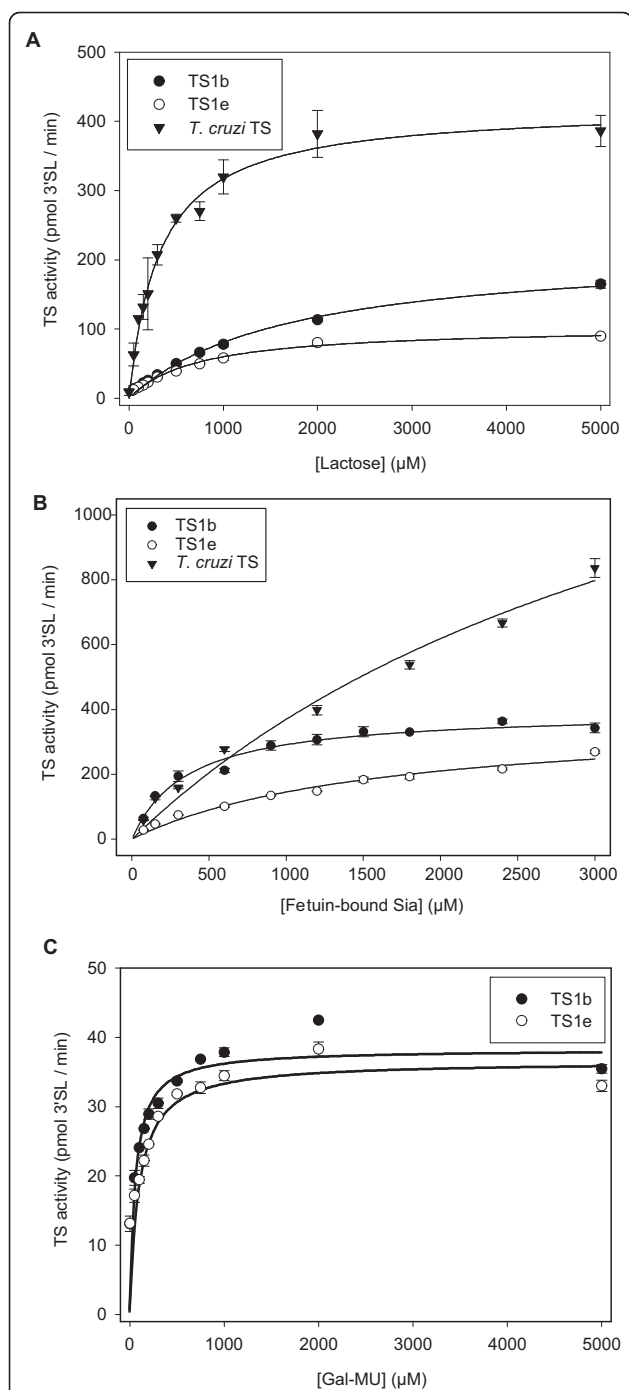 A
500
400
300
200
100
0
TS activity (pmol 3'SL / min)
TS1b
TS1e
T. cruzi TS
0 1000 2000 3000 4000 5000
[Lactose] (µM)
B
1000
800
600
400
200
0
TS activity (pmol 3'SL / min)
TS1b
TS1e
T. cruzi TS
0 500 1000 1500 2000 2500 3000
[Fetuin-bound Sia] (µM)
C
50
40
30
20
10
0
TS activity (pmol 3'SL / min)
TS1b
TS1e
0 1000 2000 3000 4000 5000
[Gal-MU] (µM)